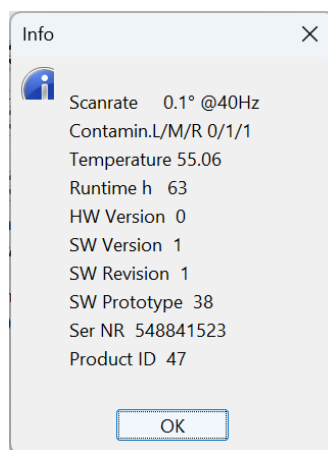 Info
Scanrate 0.1° @40Hz
Contamin.L/M/R 0/1/1
Temperature 55.06
Runtime h 63
HW Version 0
SW Version 1
SW Revision 1
SW Prototype 38
Ser NR 548841523
Product ID 47
OK